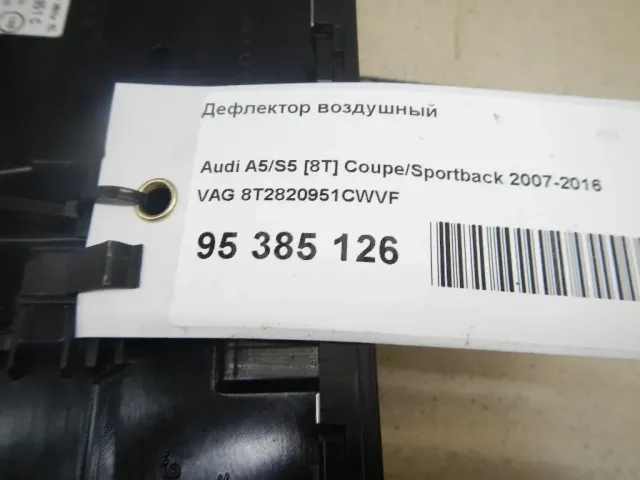 Дефлектор воздушный
Audi A5/S5 [8T] Coupe/Sportback 2007-2016
VAG 8T2820951CWVF
95 385 126